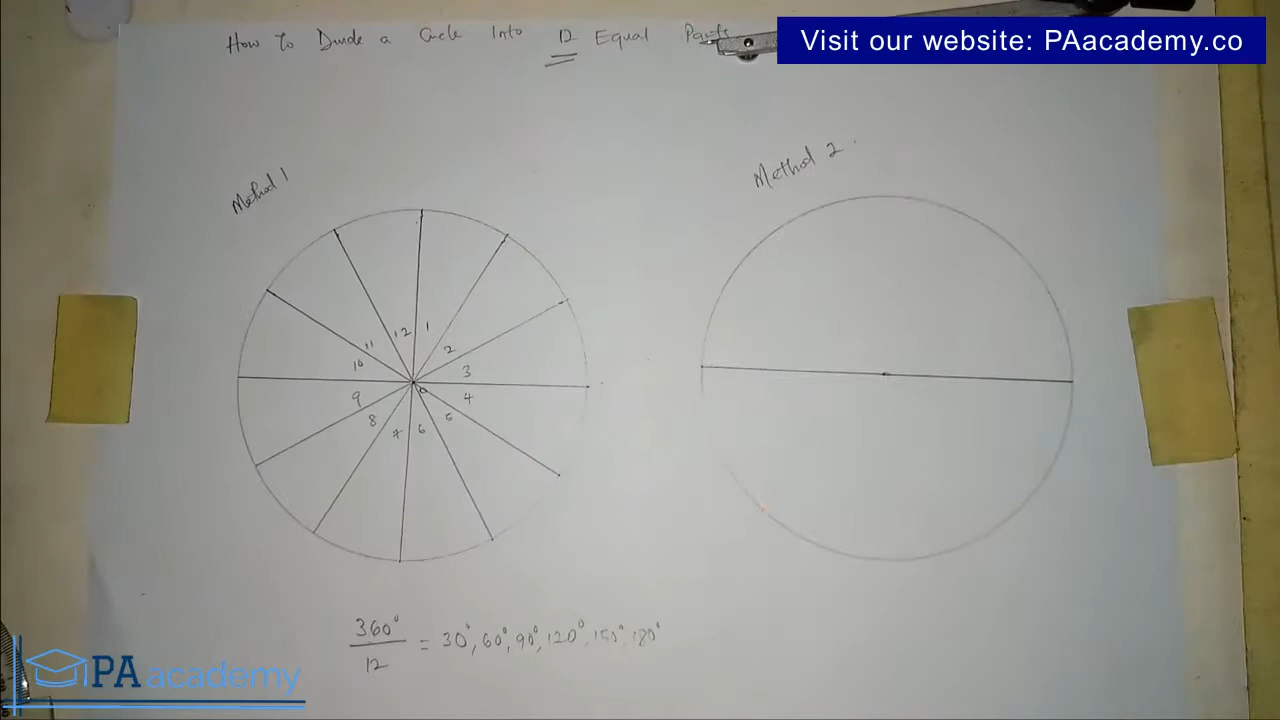 How To Divide a Circle Into 12 Equal Parts
Visit our website: PAacademy.co
Method 1
Method 2
12 1
11 2
10 3
9 4
8 5
7 6
0
360°
12
= 30°, 60°, 90°, 120°, 150°, 180°
PA academy